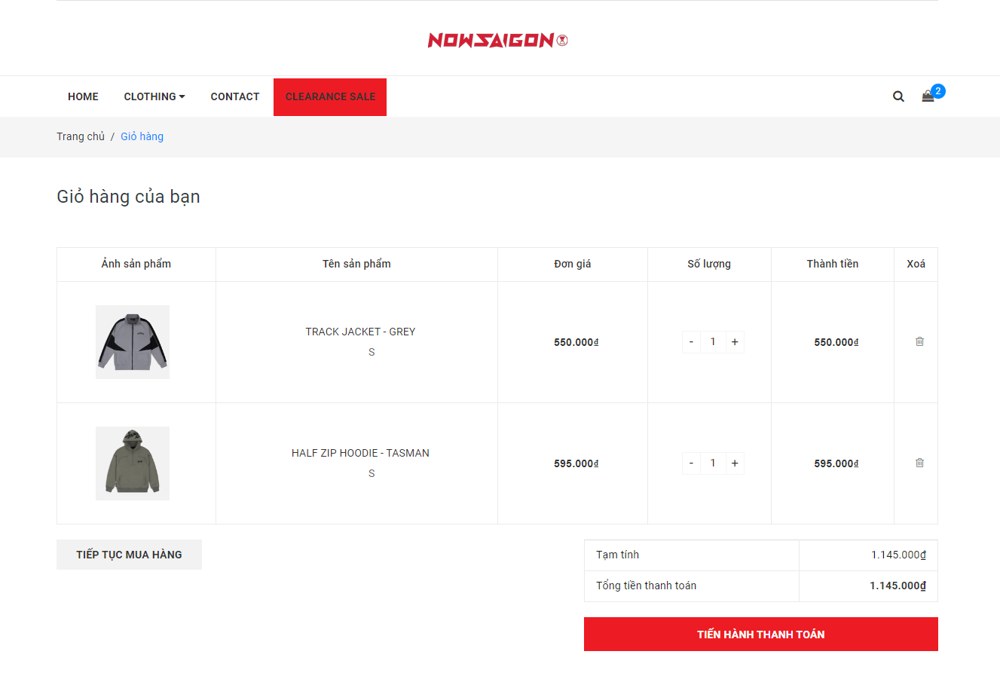 NOWSAIGON
HOME CLOTHING CONTACT CLEARANCE SALE 2
Trang chủ / Giỏ hàng
Giỏ hàng của bạn
Ảnh sản phẩm Tên sản phẩm Đơn giá Số lượng Thành tiền Xoá
TRACK JACKET - GREY
S
550.000₫ - 1 + 550.000₫
HALF ZIP HOODIE - TASMAN
S
595.000₫ - 1 + 595.000₫
TIẾP TỤC MUA HÀNG
Tạm tính 1.145.000₫
Tổng tiền thanh toán 1.145.000₫
TIẾN HÀNH THANH TOÁN